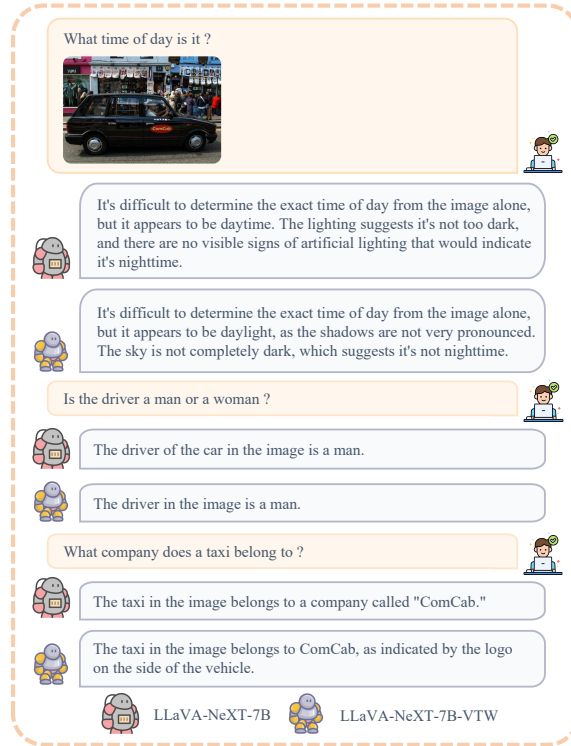 What time of day is it ?
ComCab
It's difficult to determine the exact time of day from the image alone,
but it appears to be daytime. The lighting suggests it's not too dark,
and there are no visible signs of artificial lighting that would indicate
it's nighttime.
It's difficult to determine the exact time of day from the image alone,
but it appears to be daylight, as the shadows are not very pronounced.
The sky is not completely dark, which suggests it's not nighttime.
Is the driver a man or a woman ?
The driver of the car in the image is a man.
The driver in the image is a man.
What company does a taxi belong to ?
The taxi in the image belongs to a company called "ComCab."
The taxi in the image belongs to ComCab, as indicated by the logo
on the side of the vehicle.
LLaVA-NeXT-7B
LLaVA-NeXT-7B-VTW